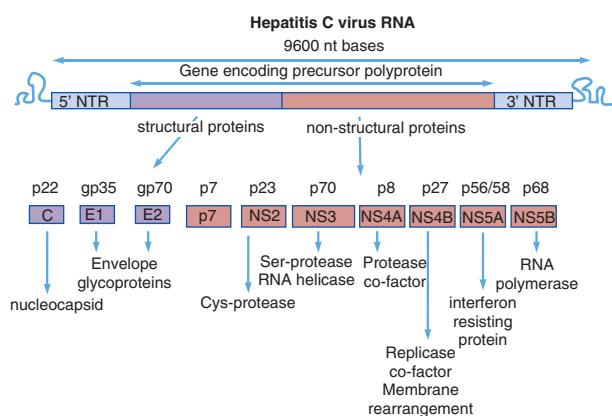 Hepatitis C virus RNA
9600 nt bases
Gene encoding precursor polyprotein
5' NTR
3' NTR
structural proteins
non-structural proteins
p22 gp35 gp70 p7 p23 p70 p8 p27 p56/58 p68
C E1 E2 p7 NS2 NS3 NS4A NS4B NS5A NS5B
nucleocapsid
Envelope
glycoproteins
Cys-protease
Ser-protease
RNA helicase
Protease
co-factor
Replicase
co-factor
Membrane
rearrangement
interferon
resisting
protein
RNA
polymerase